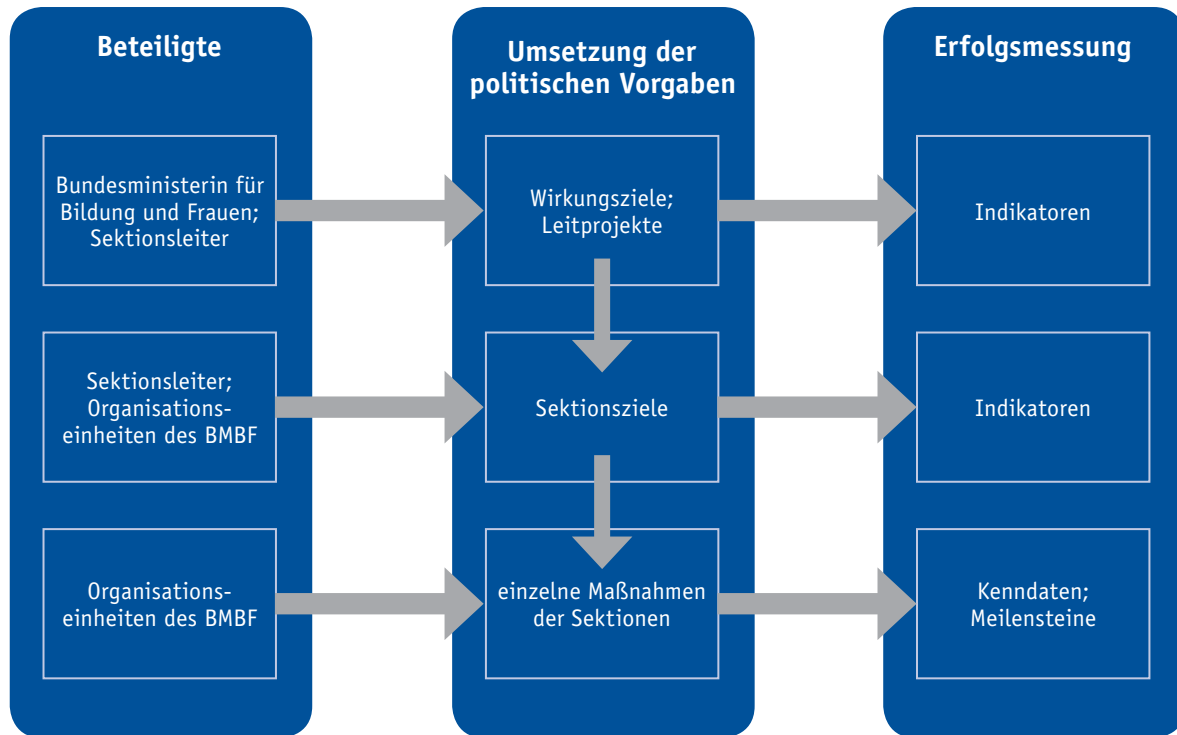 Beteiligte
Umsetzung der
politischen Vorgaben
Erfolgsmessung
Bundesministerin für
Bildung und Frauen;
Sektionsleiter
Wirkungsziele;
Leitprojekte
Indikatoren
Sektionsleiter;
Organisations-
einheiten des BMBF
Sektionsziele
Indikatoren
Organisations-
einheiten des BMBF
einzelne Maßnahmen
der Sektionen
Kenndaten;
Meilensteine